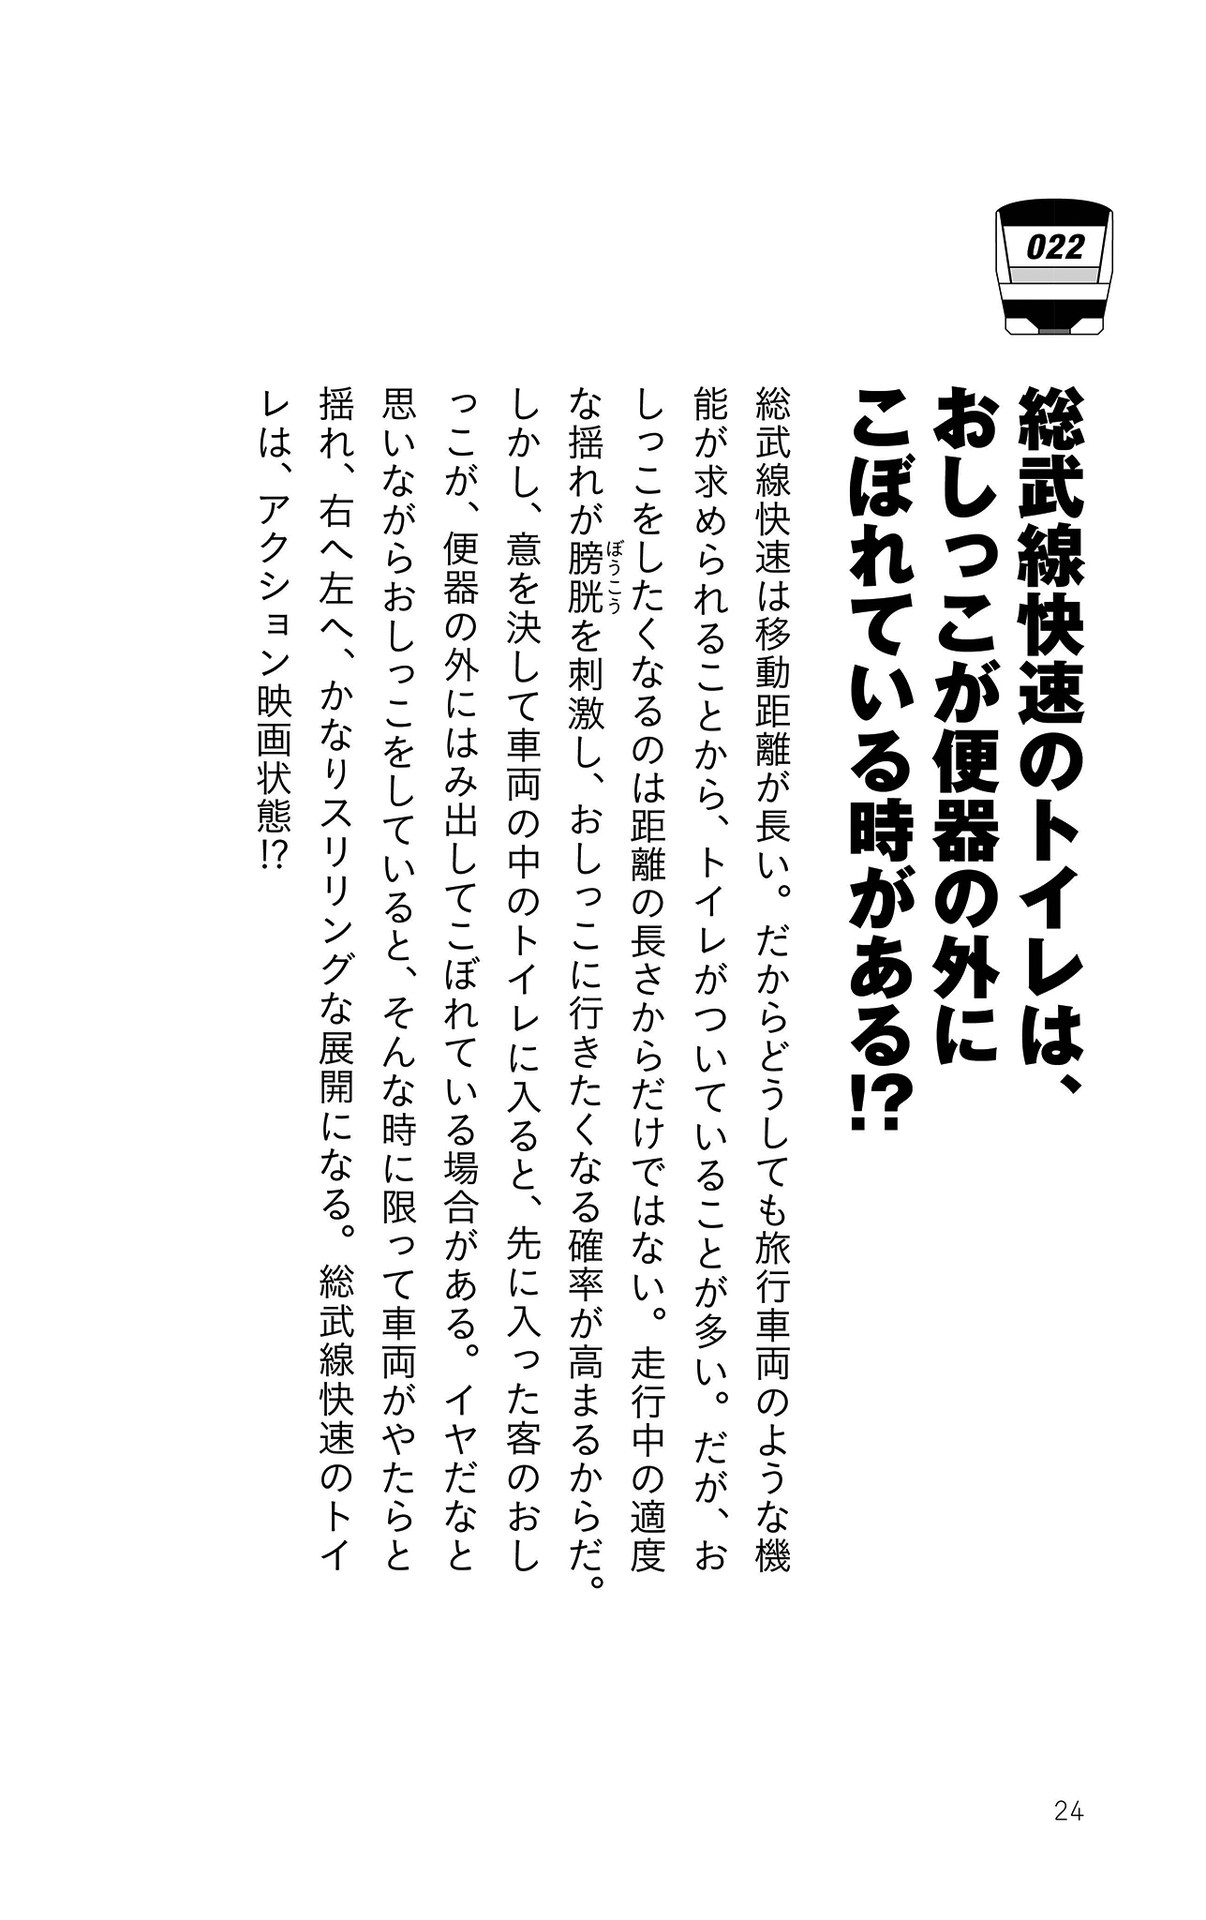 022
総武線快速のトイレは、
おしっこが便器の外に
こぼれている時がある!?
総武線快速は移動距離が長い。だからどうしても旅行車両のような機
能が求められることから、トイレがついていることが多い。だが、お
しっこをしたくなるのは距離の長さからだけではない。走行中の適度
な揺れが膀胱を刺激し、おしっこに行きたくなる確率が高まるからだ。
ぼうこう
しかし、意を決して車両の中のトイレに入ると、先に入った客のおし
っこが、便器の外にはみ出してこぼれている場合がある。イヤだなと
思いながらおしっこをしていると、そんな時に限って車両がやたらと
揺れ、右へ左へ、かなりスリリングな展開になる。総武線快速のトイ
レは、アクション映画状態!?
24